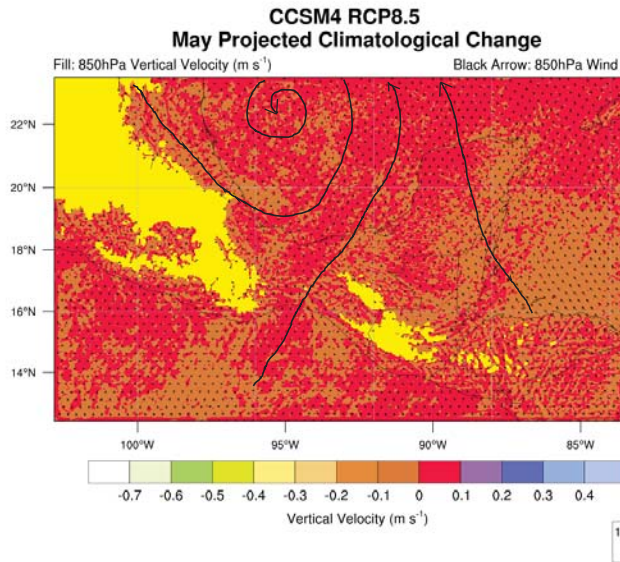 CCSM4 RCP8.5
May Projected Climatological Change
Fill: 850hPa Vertical Velocity (m s⁻¹) Black Arrow: 850hPa Wind
22°N
20°N
18°N
16°N
14°N
100°W 95°W 90°W 85°W
-0.7 -0.6 -0.5 -0.4 -0.3 -0.2 -0.1 0 0.1 0.2 0.3 0.4
Vertical Velocity (m s⁻¹)
1